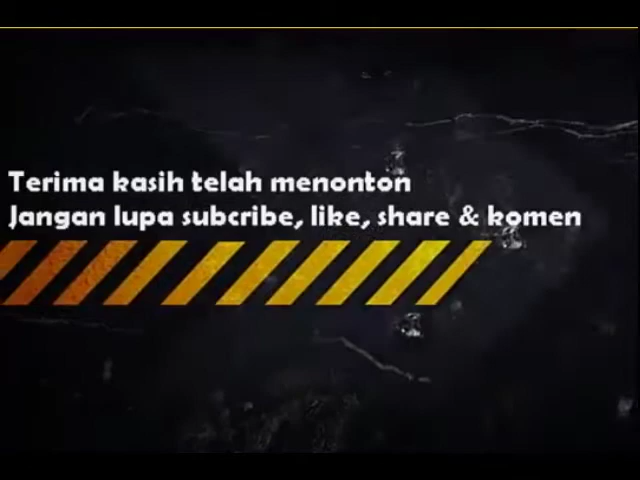 Terima kasih telah menonton
Jangan lupa subcribe, like, share & komen